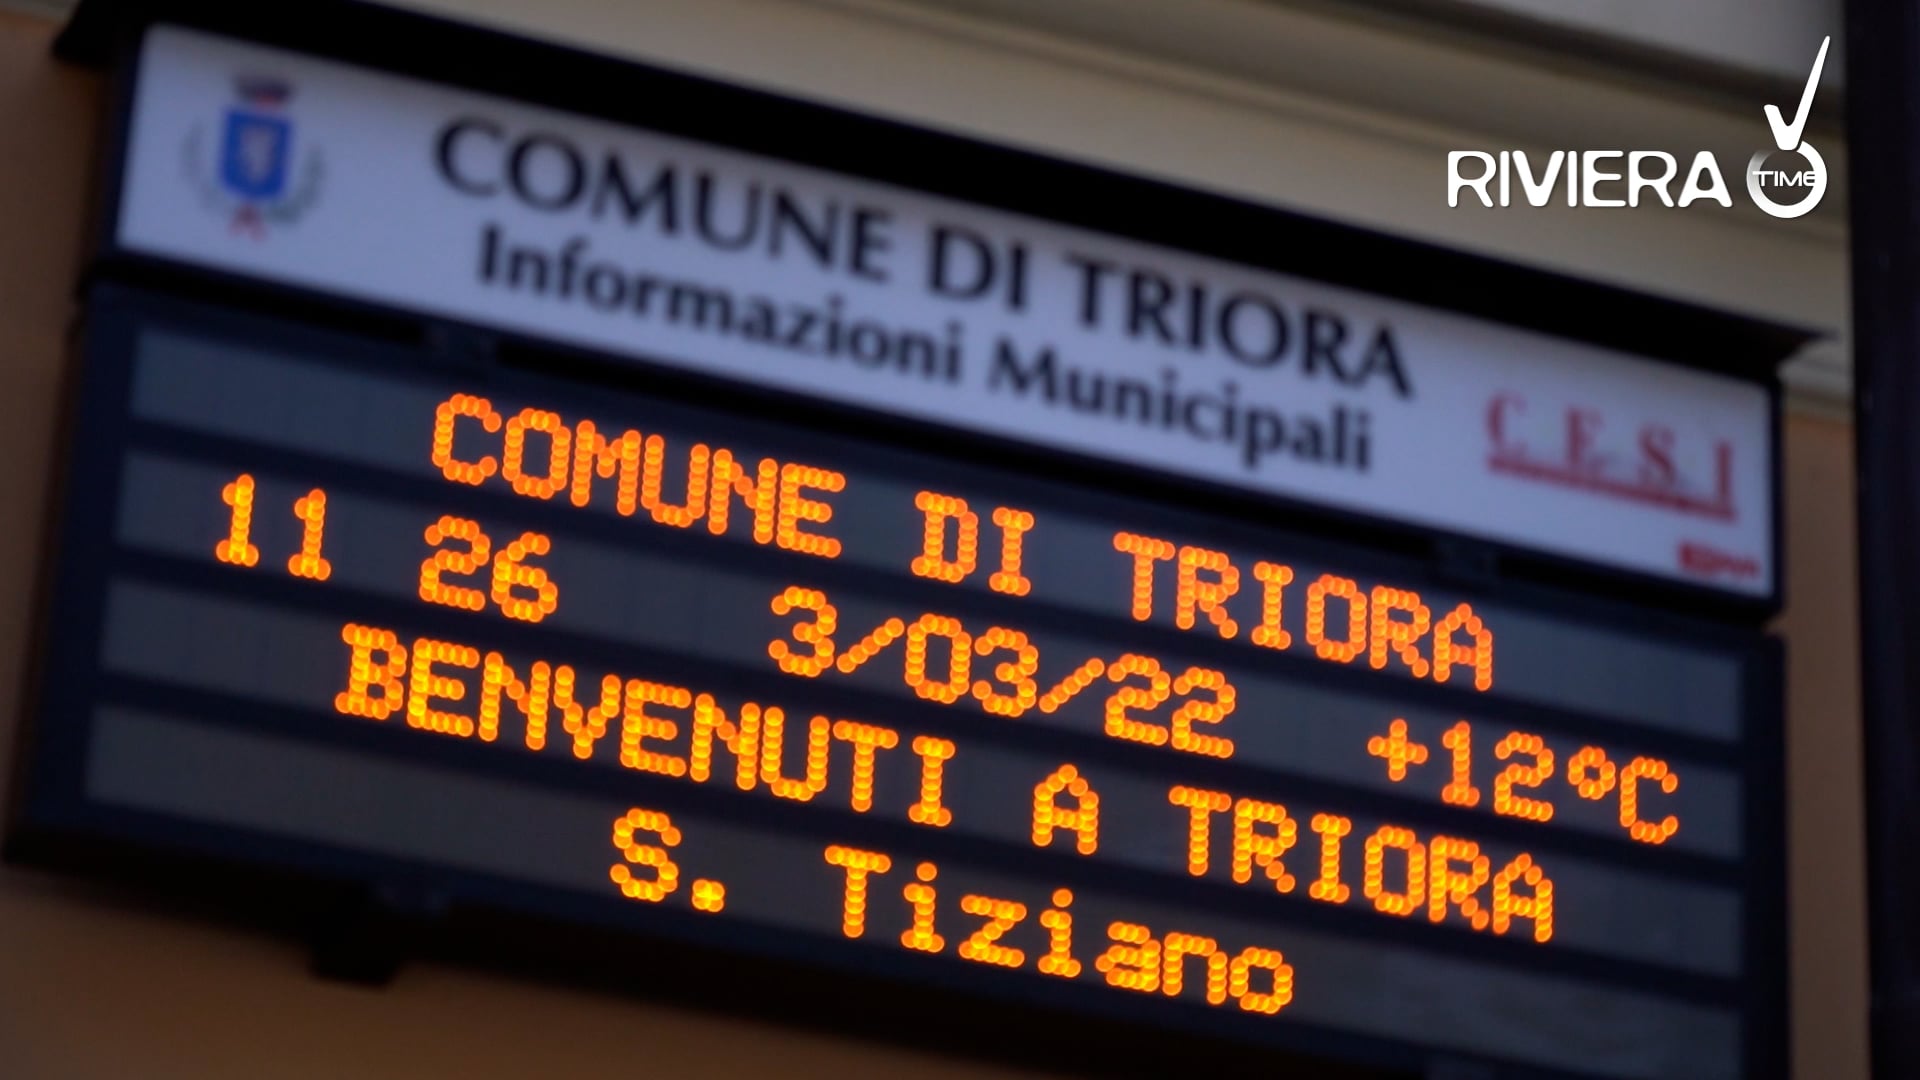 RIVIERA TIME
COMUNE DI TRIORA
Informazioni Municipali
C.E.S.I
COMUNE DI TRIORA
11 26 3/03/22 +12°C
BENVENUTI A TRIORA
S. Tiziano